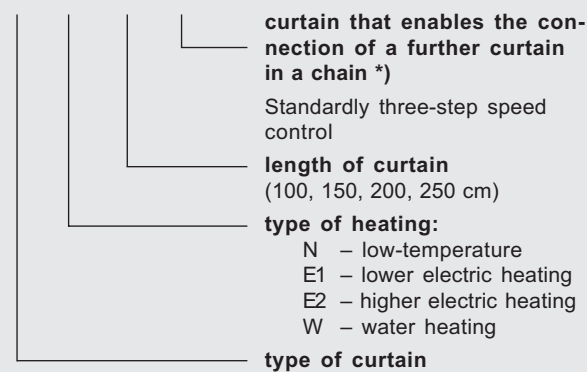 curtain that enables the con-
nection of a further curtain
in a chain *)
Standardly three-step speed
control
length of curtain
(100, 150, 200, 250 cm)
type of heating:
N – low-temperature
E1 – lower electric heating
E2 – higher electric heating
W – water heating
type of curtain